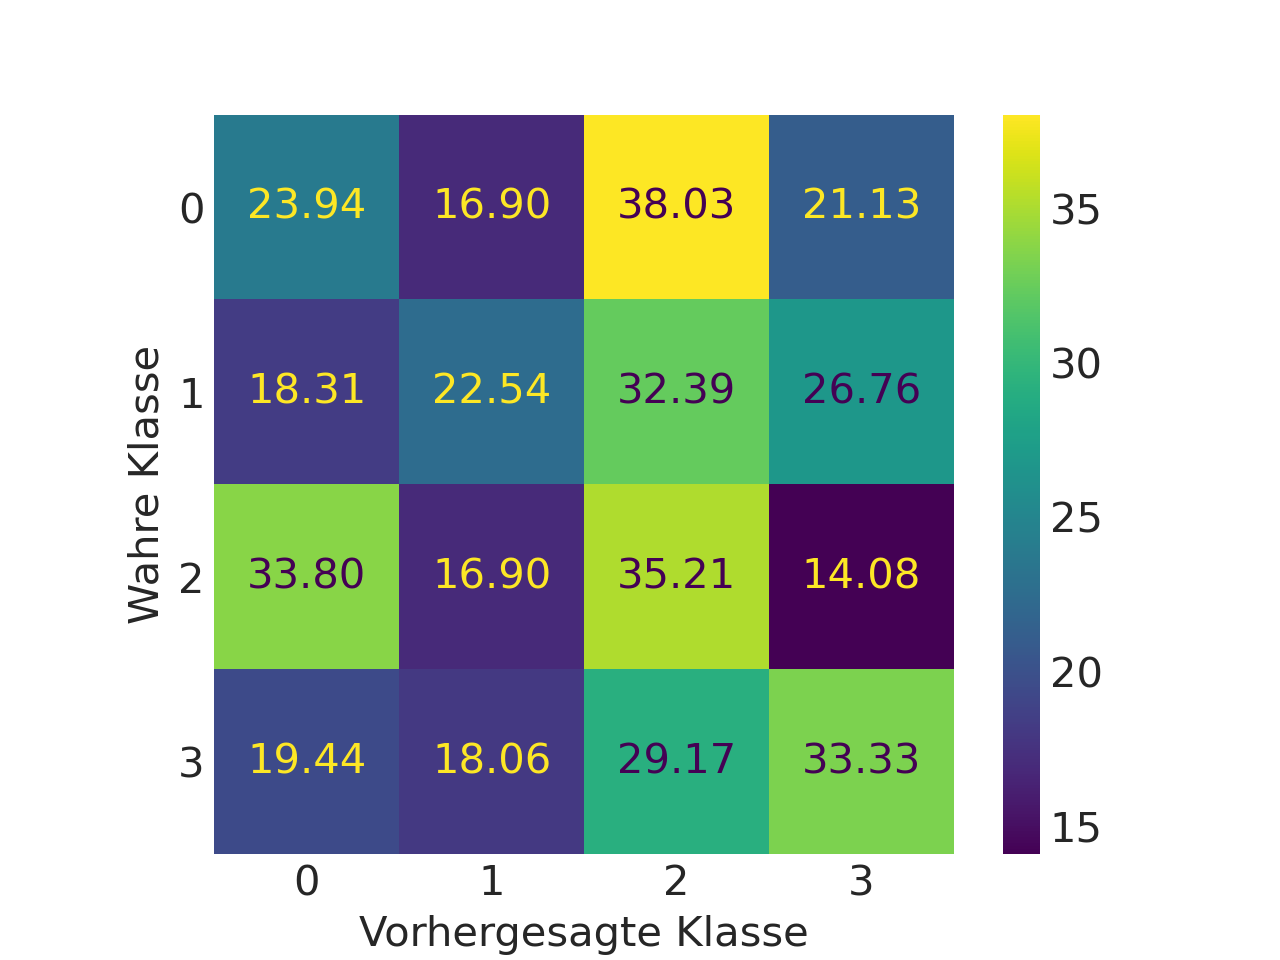 0 23.94 16.90 38.03 21.13
1 18.31 22.54 32.39 26.76
2 33.80 16.90 35.21 14.08
3 19.44 18.06 29.17 33.33
0 1 2 3
Vorhergesagte Klasse
Wahre Klasse
35
30
25
20
15